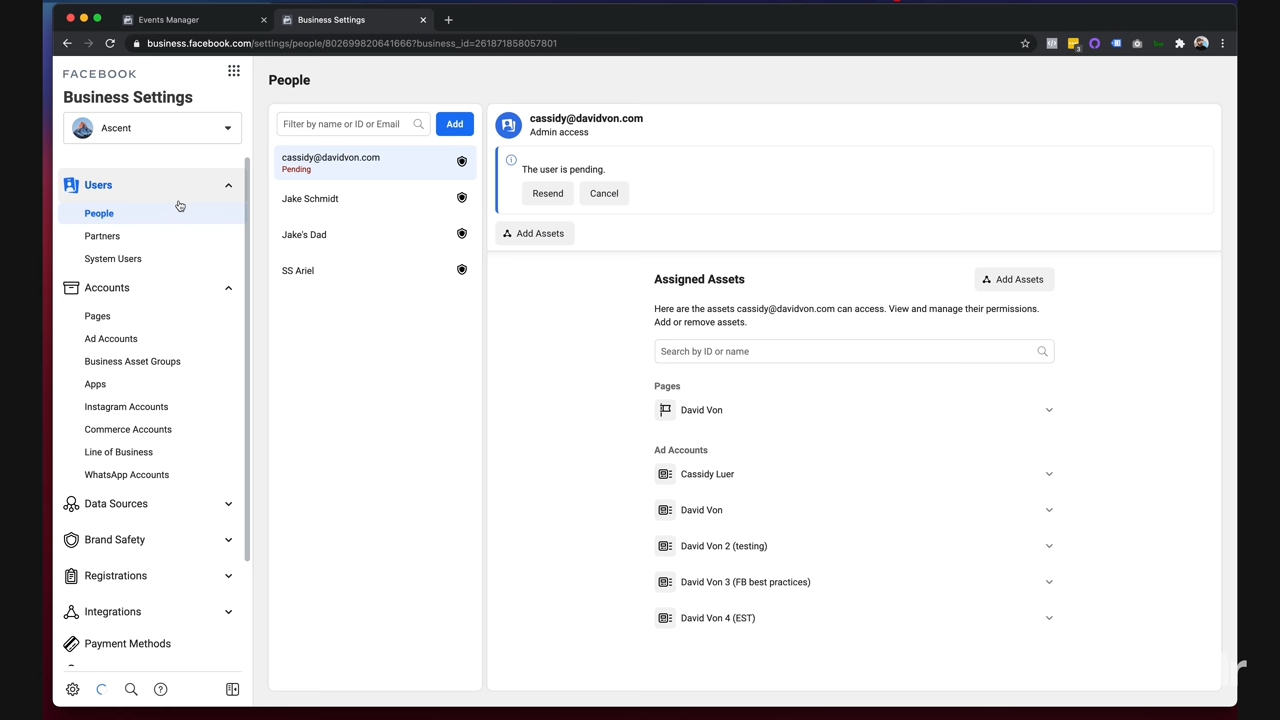 Events Manager
Business Settings
business.facebook.com/settings/people/802699820641666?business_id=261871858057801
3
FACEBOOK
Business Settings
Ascent
Users
People
Partners
System Users
Accounts
Pages
Ad Accounts
Business Asset Groups
Apps
Instagram Accounts
Commerce Accounts
Line of Business
WhatsApp Accounts
Data Sources
Brand Safety
Registrations
Integrations
Payment Methods
People
Filter by name or ID or Email
Add
cassidy@davidvon.com
Pending
Jake Schmidt
Jake's Dad
SS Ariel
cassidy@davidvon.com
Admin access
The user is pending.
Resend
Cancel
Add Assets
Assigned Assets
Add Assets
Here are the assets cassidy@davidvon.com can access. View and manage their permissions.
Add or remove assets.
Search by ID or name
Pages
David Von
Ad Accounts
Cassidy Luer
David Von
David Von 2 (testing)
David Von 3 (FB best practices)
David Von 4 (EST)